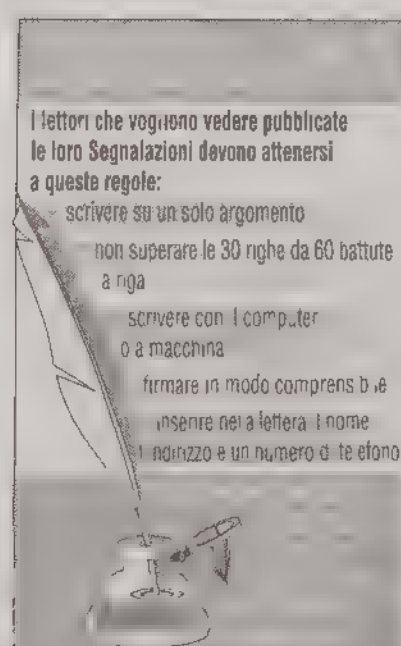 I lettori che vogliono vedere pubblicate
le loro Segnalazioni devono attenersi
a queste regole:
scrivere su un solo argomento
non superare le 30 righe da 60 battute
a riga
scrivere con il computer
o a macchina
firmare in modo comprensibile
inserire nella lettera il nome
l'indirizzo e un numero di telefono